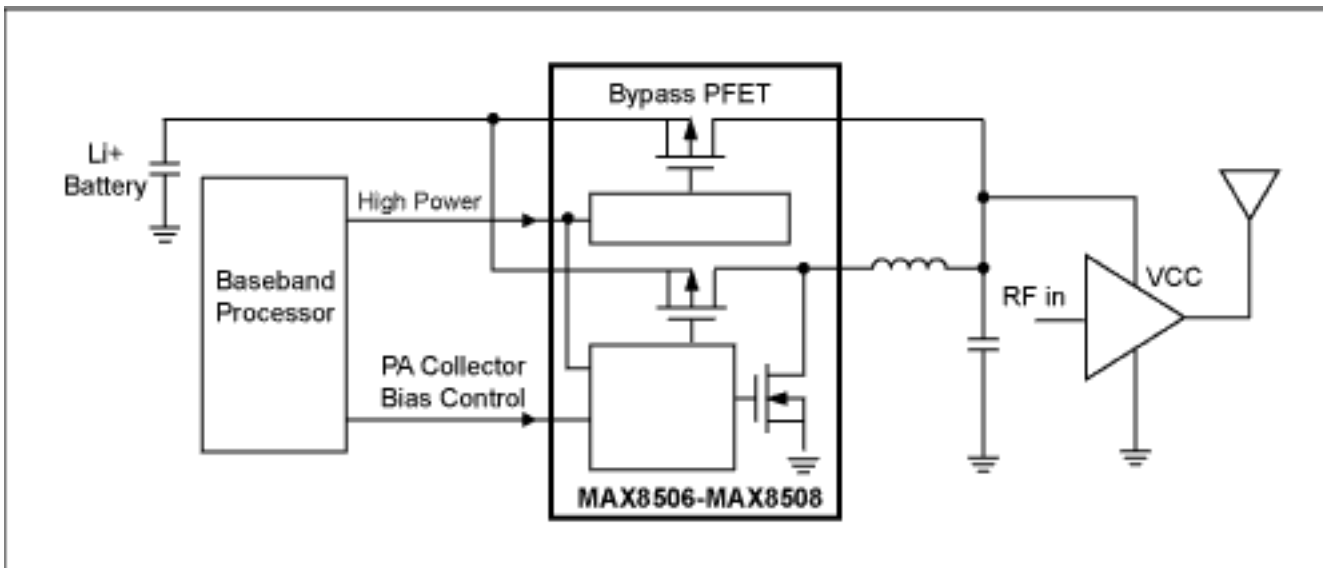 Bypass PFET
Li+
Battery
High Power
Baseband
Processor
VCC
RF in
PA Collector
Bias Control
MAX8506-MAX8508